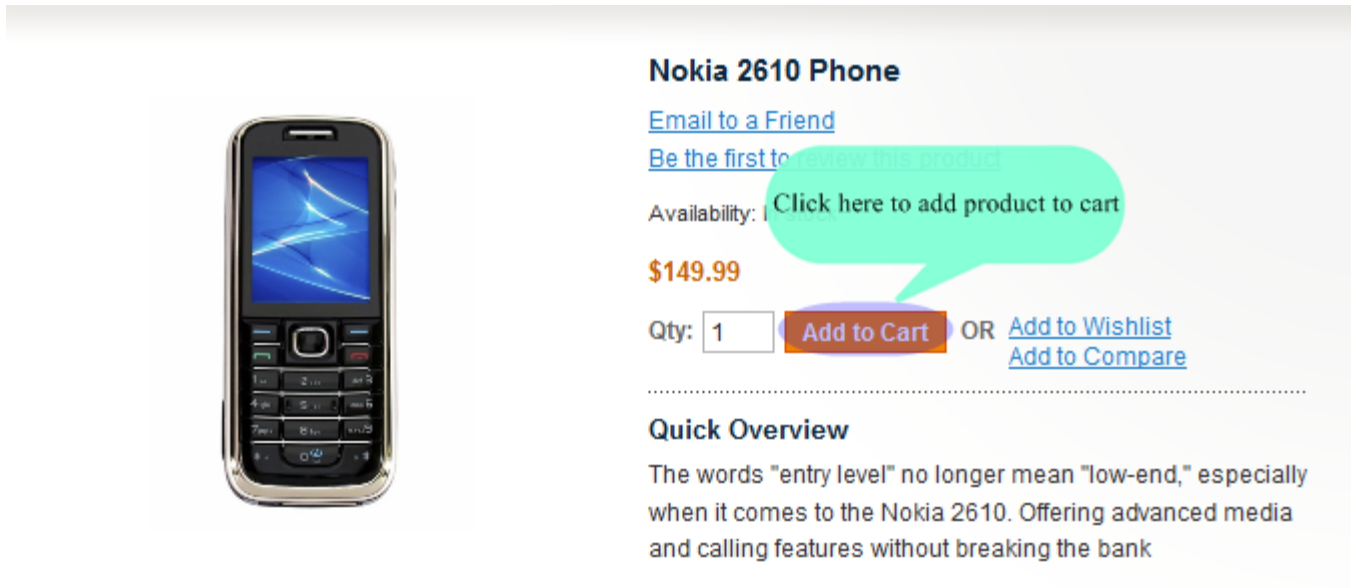 Nokia 2610 Phone
Email to a Friend
Be the first to review this product
Click here to add product to cart
Availability: In stock
$149.99
Qty: 1 Add to Cart OR Add to Wishlist
Add to Compare
Quick Overview
The words "entry level" no longer mean "low-end," especially
when it comes to the Nokia 2610. Offering advanced media
and calling features without breaking the bank